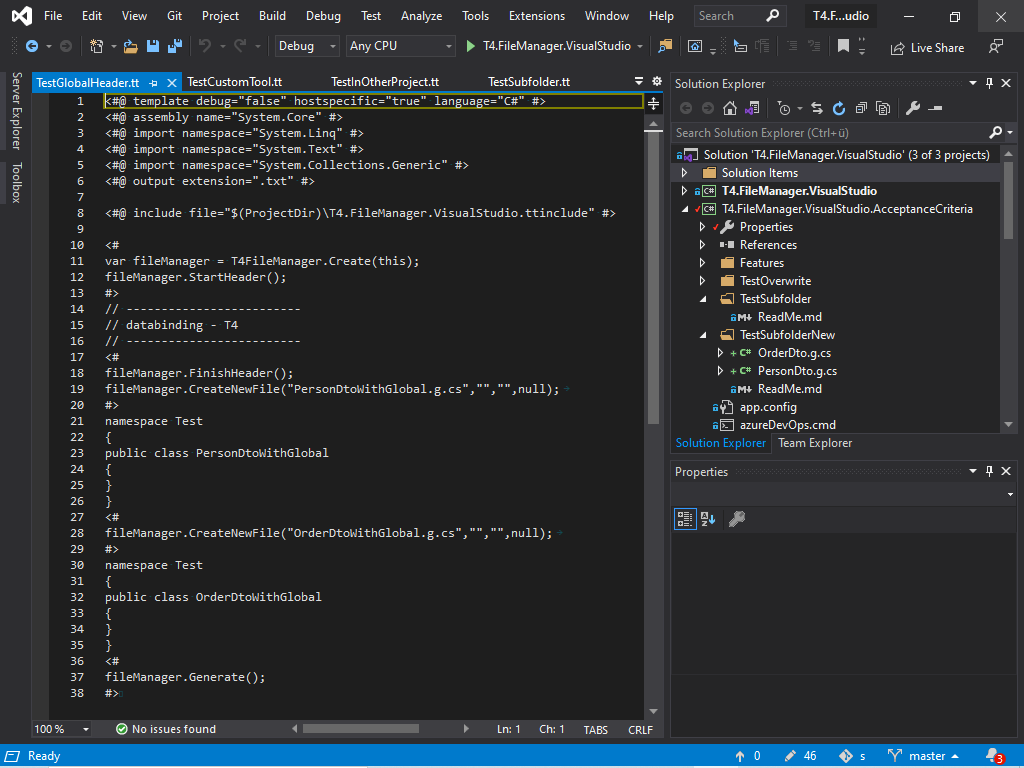 File Edit View Git Project Build Debug Test Analyze Tools Extensions Window Help Search T4.F...udio
Debug Any CPU T4.FileManager.VisualStudio Live Share
Server Explorer
Toolbox
TestGlobalHeader.tt TestCustomTool.tt TestInOtherProject.tt TestSubfolder.tt
1 <#@ template debug="false" hostspecific="true" language="C#" #>
2 <#@ assembly name="System.Core" #>
3 <#@ import namespace="System.Linq" #>
4 <#@ import namespace="System.Text" #>
5 <#@ import namespace="System.Collections.Generic" #>
6 <#@ output extension=".txt" #>
7
8 <#@ include file="$(ProjectDir)\T4.FileManager.VisualStudio.ttinclude" #>
9
10 <#
11 var fileManager = T4FileManager.Create(this);
12 fileManager.StartHeader();
13 #>
14 // -------------------------
15 // databinding - T4
16 // -------------------------
17 <#
18 fileManager.FinishHeader();
19 fileManager.CreateNewFile("PersonDtoWithGlobal.g.cs","","",null);
20 #>
21 namespace Test
22 {
23 public class PersonDtoWithGlobal
24 {
25 }
26 }
27 <#
28 fileManager.CreateNewFile("OrderDtoWithGlobal.g.cs","","",null);
29 #>
30 namespace Test
31 {
32 public class OrderDtoWithGlobal
33 {
34 }
35 }
36 <#
37 fileManager.Generate();
38 #>
100 % No issues found Ln: 1 Ch: 1 TABS CRLF
Solution Explorer
Search Solution Explorer (Ctrl+ü)
Solution 'T4.FileManager.VisualStudio' (3 of 3 projects)
Solution Items
C# T4.FileManager.VisualStudio
C# T4.FileManager.VisualStudio.AcceptanceCriteria
Properties
References
Features
TestOverwrite
TestSubfolder
M↓ ReadMe.md
TestSubfolderNew
+ C# OrderDto.g.cs
+ C# PersonDto.g.cs
M↓ ReadMe.md
app.config
azureDevOps.cmd
Solution Explorer Team Explorer
Properties
Ready 0 46 s master 3